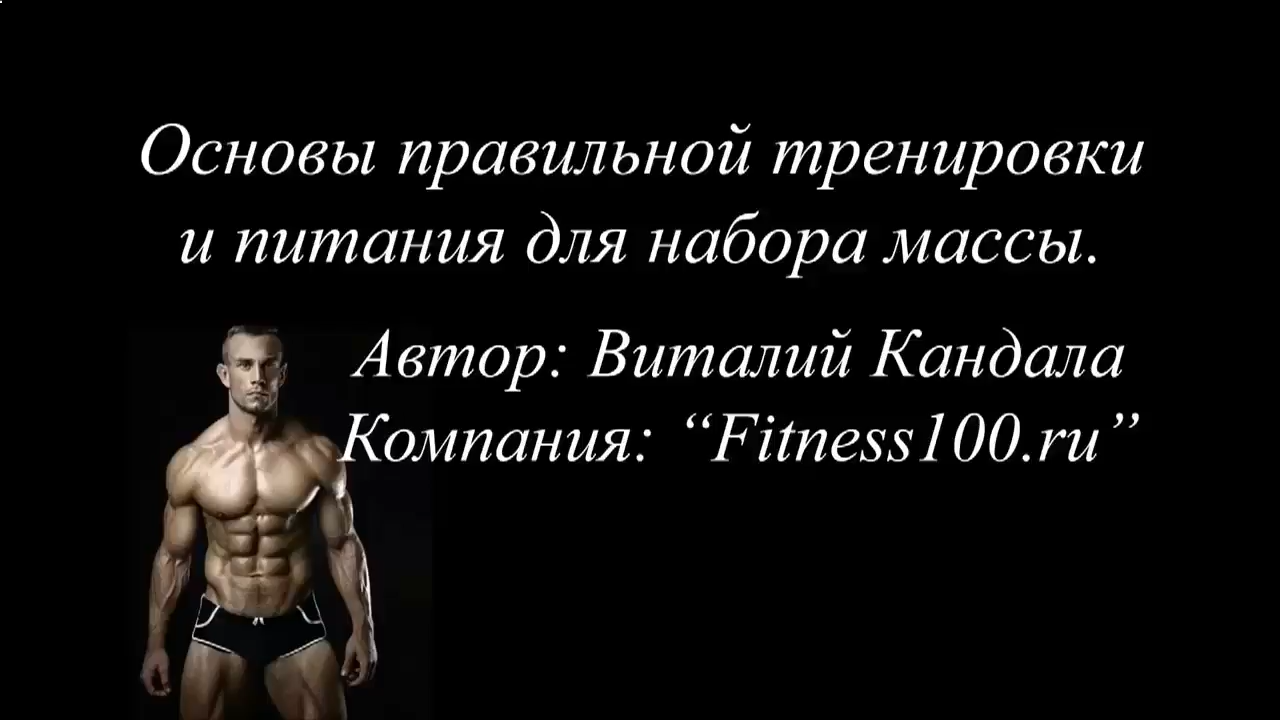 Основы правильной тренировки
и питания для набора массы.
Автор: Виталий Кандала
Компания: “Fitness100.ru”